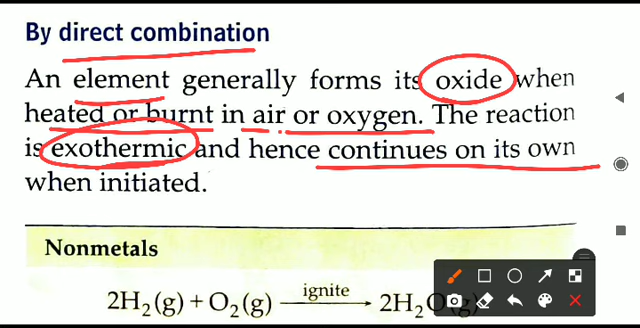 By direct combination
An element generally forms its oxide when
heated or burnt in air or oxygen. The reaction
is exothermic and hence continues on its own
when initiated.
Nonmetals
ignite
2H₂(g) + O₂(g) ⟶ 2H₂O(g)